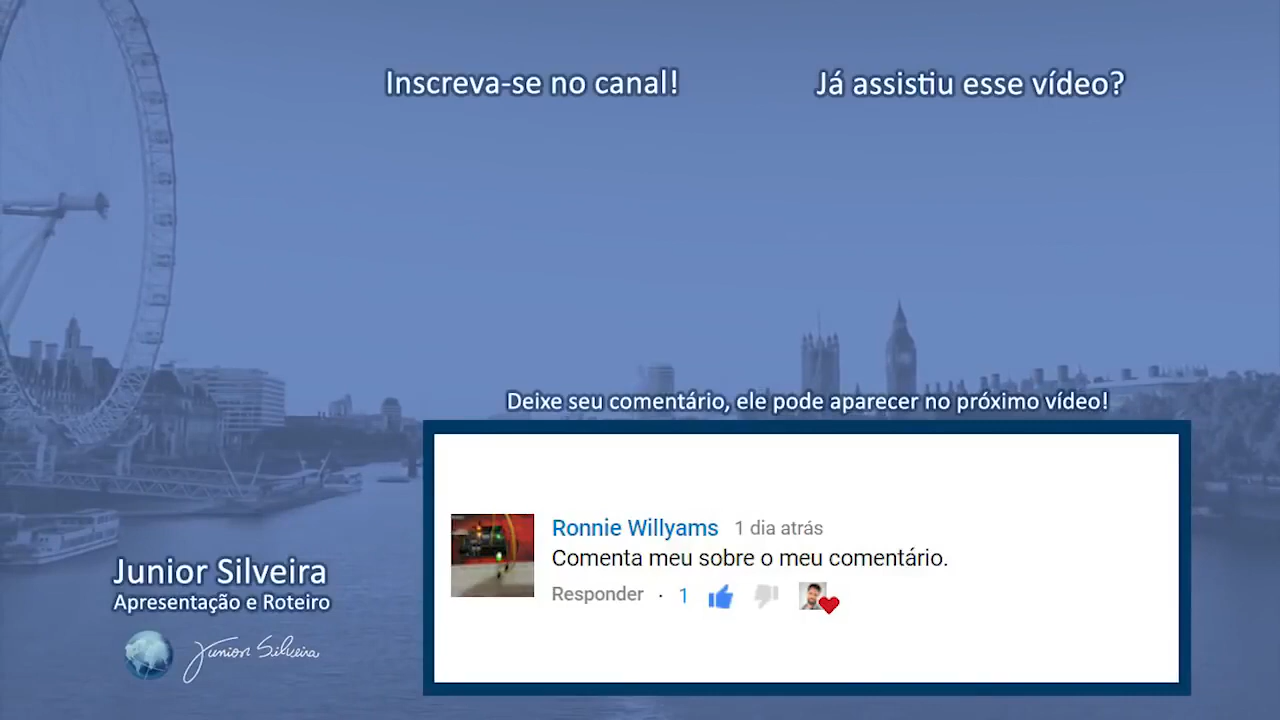 Inscreva-se no canal!
Já assistiu esse vídeo?
Deixe seu comentário, ele pode aparecer no próximo vídeo!
Ronnie Willyams 1 dia atrás
Comenta meu sobre o meu comentário.
Responder · 1
Junior Silveira
Apresentação e Roteiro
Junior Silveira